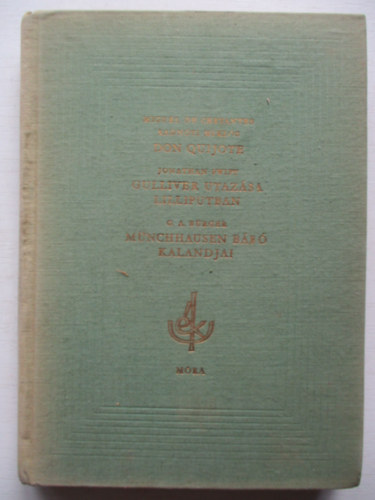 MIGUEL DE CERVANTES
DON QUIJOTE
JONATHAN SWIFT
GULLIVER UTAZÁSA
LILLIPUTBAN
G. A. BÜRGER
MÜNCHHAUSEN BÁRÓ
KALANDJAI
MÓRA